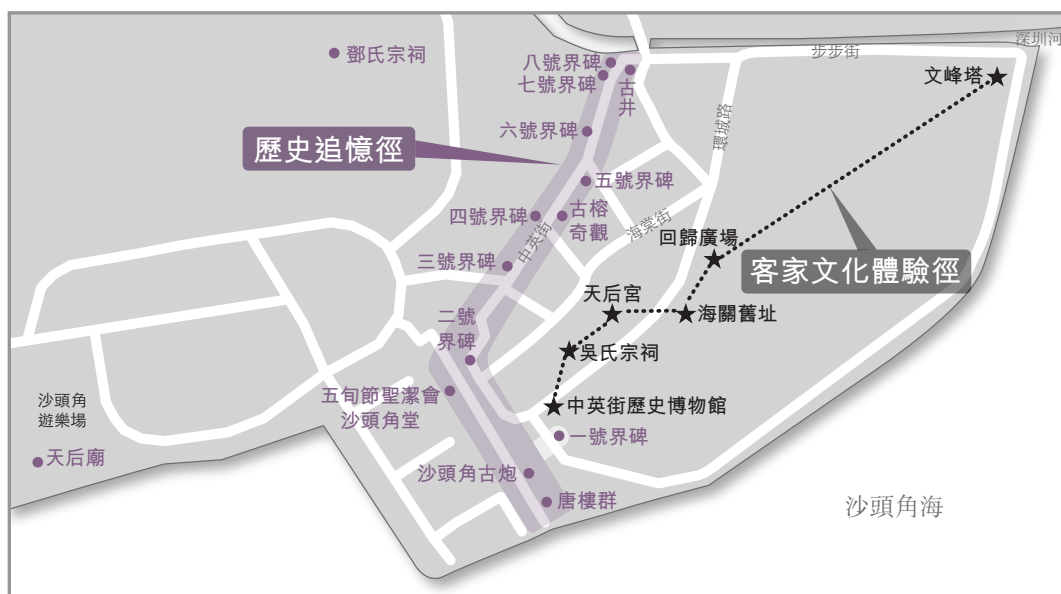 深圳河
步步街
鄧氏宗祠
八號界碑
七號界碑
古井
文峰塔
環城路
六號界碑
歷史追憶徑
五號界碑
四號界碑
古榕
奇觀
海棠街
中英街
回歸廣場
三號界碑
客家文化體驗徑
天后宮
海關舊址
二號
界碑
吳氏宗祠
五旬節聖潔會
沙頭角堂
沙頭角
遊樂場
中英街歷史博物館
一號界碑
天后廟
沙頭角古炮
唐樓群
沙頭角海